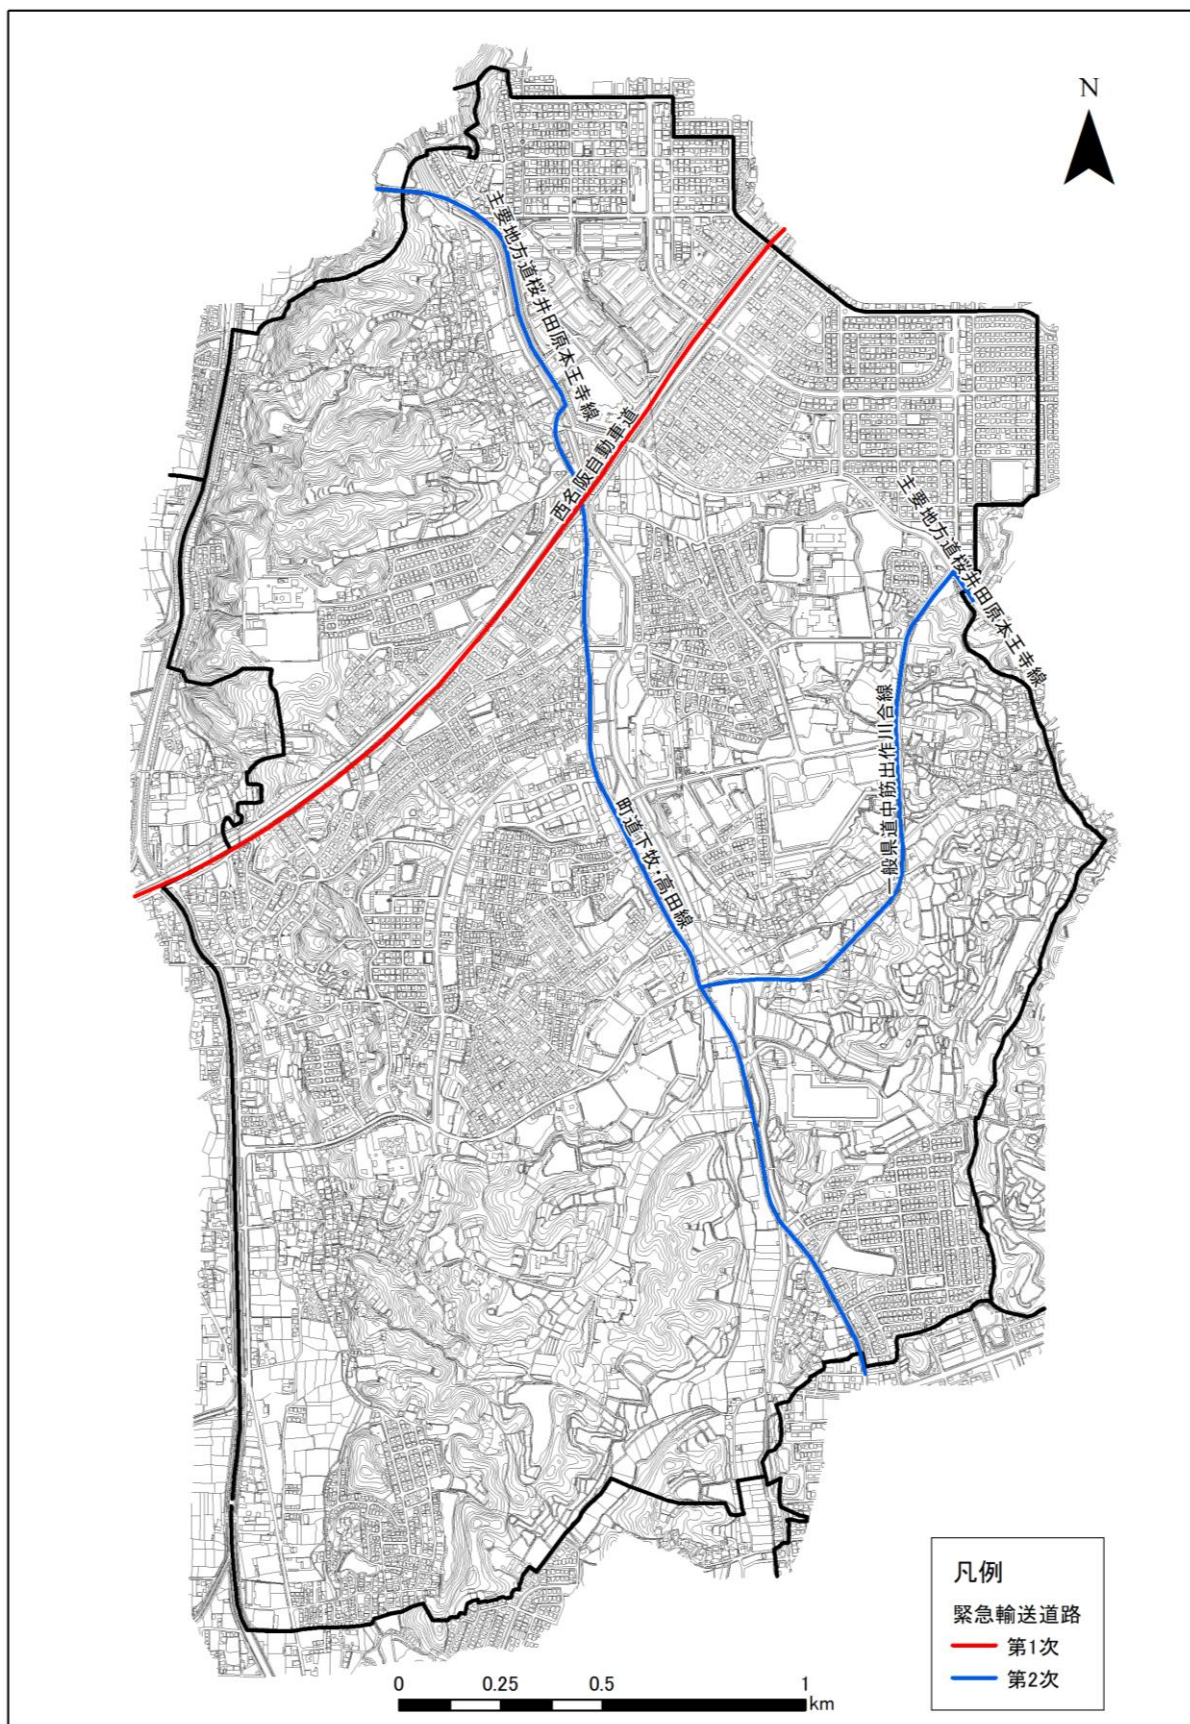 N
主要地方道桜井田原本王寺線
西名阪自動車道
主要地方道桜井田原本王寺線
一般県道中筋出作川合線
町道下牧・高田線
凡例
緊急輸送道路
第1次
第2次
0 0.25 0.5 1
km